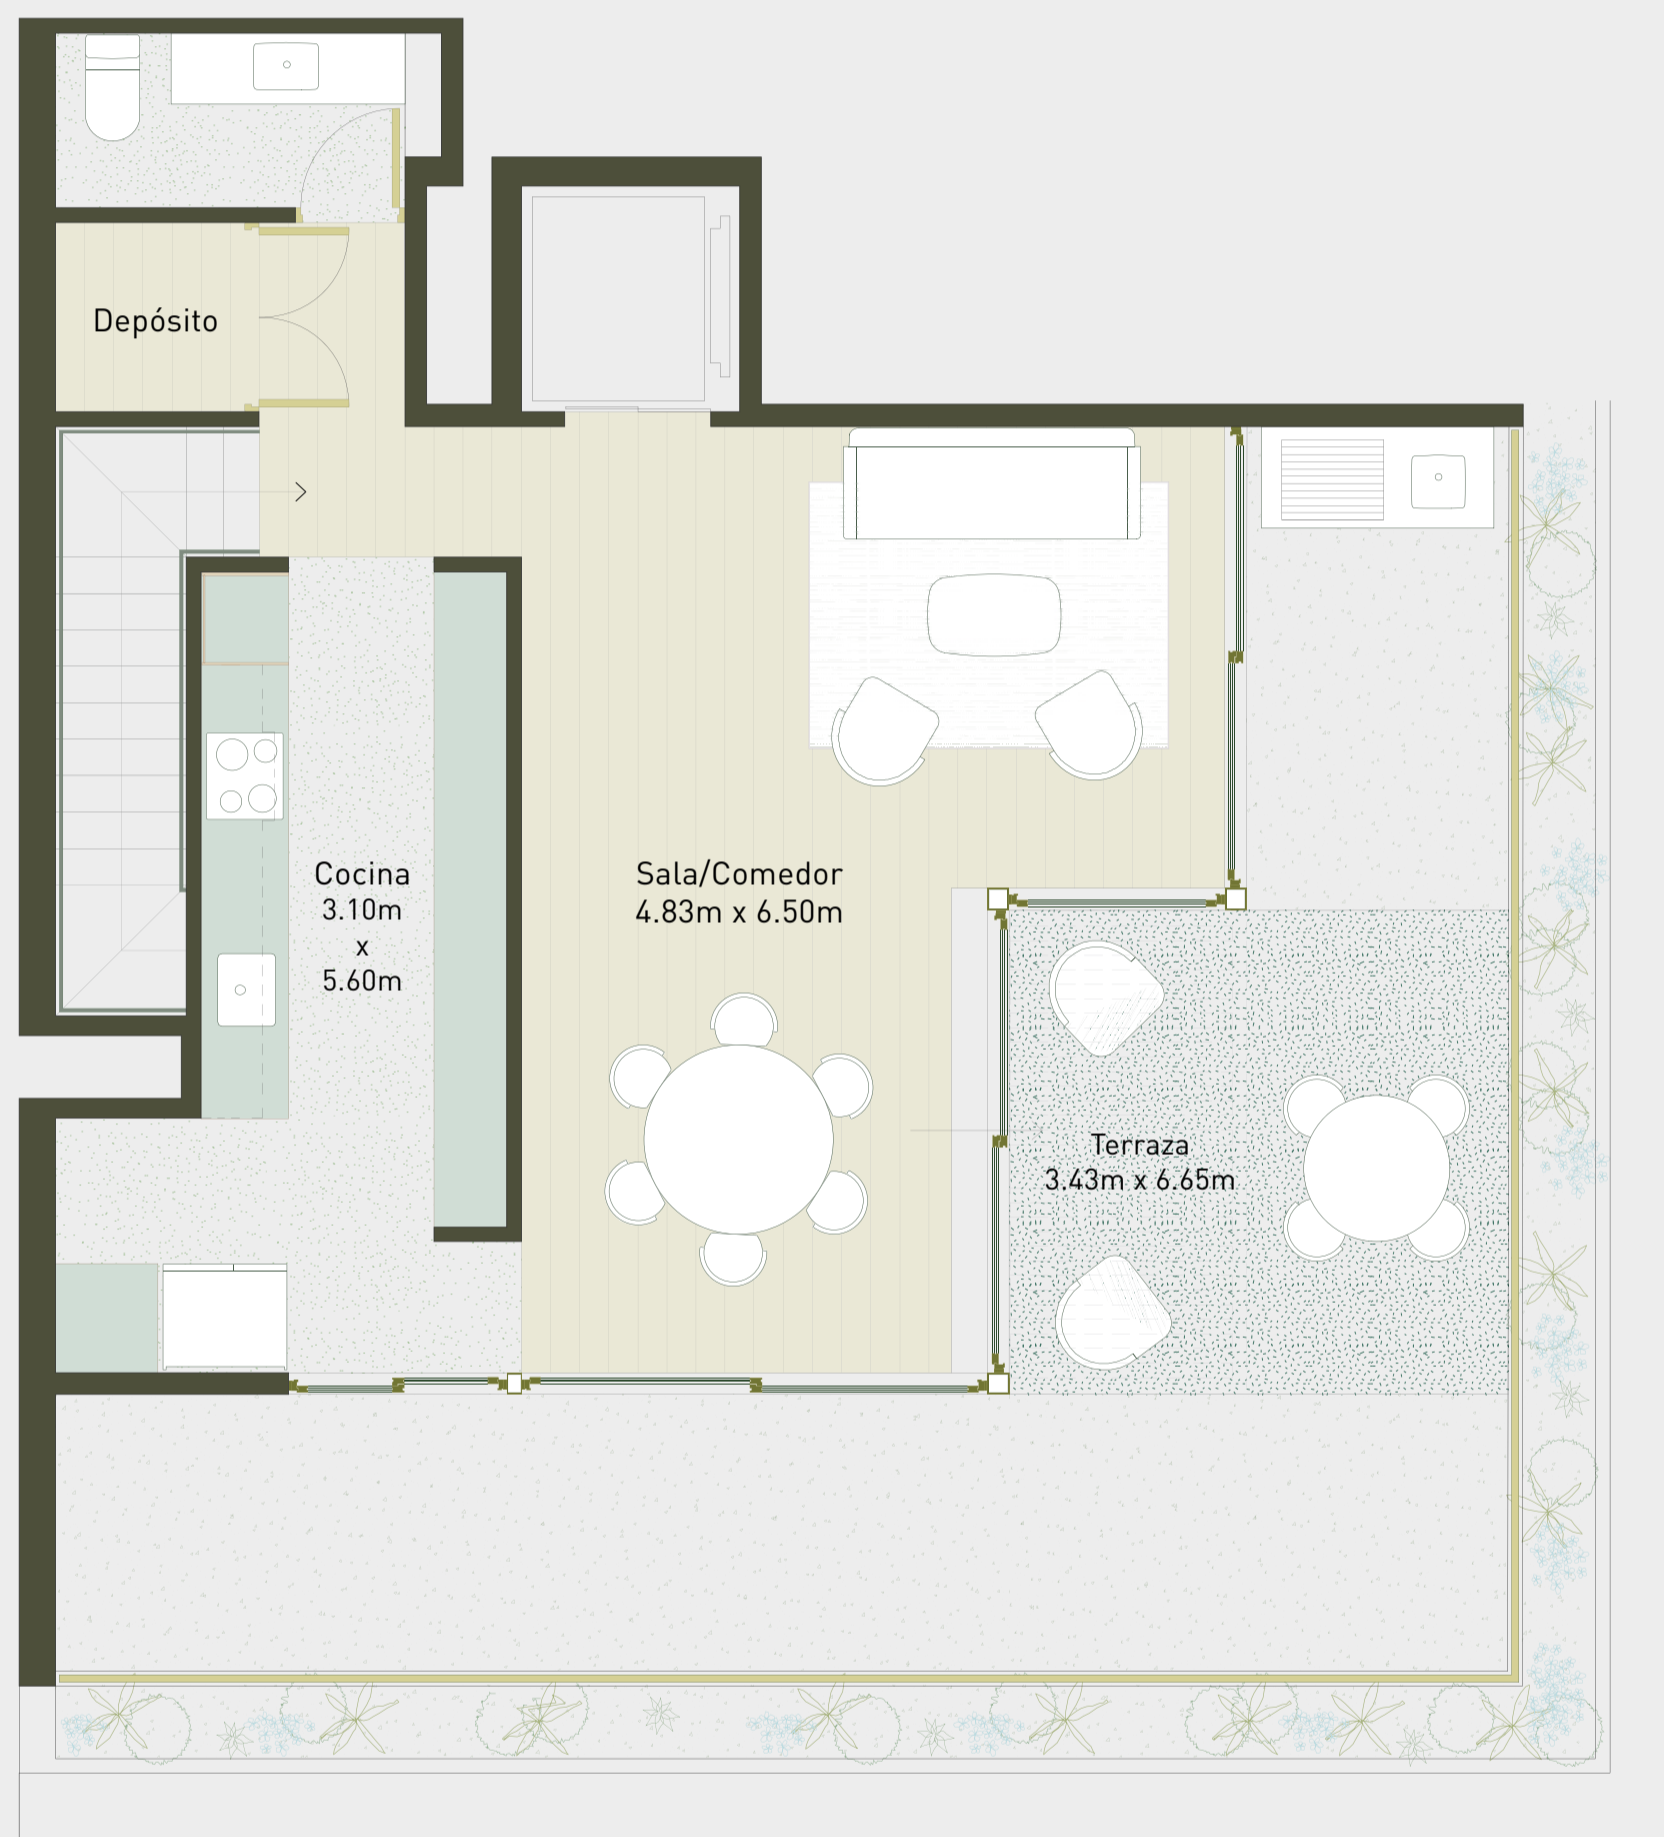 Depósito
Cocina
3.10m
x
5.60m
Sala/Comedor
4.83m x 6.50m
Terraza
3.43m x 6.65m